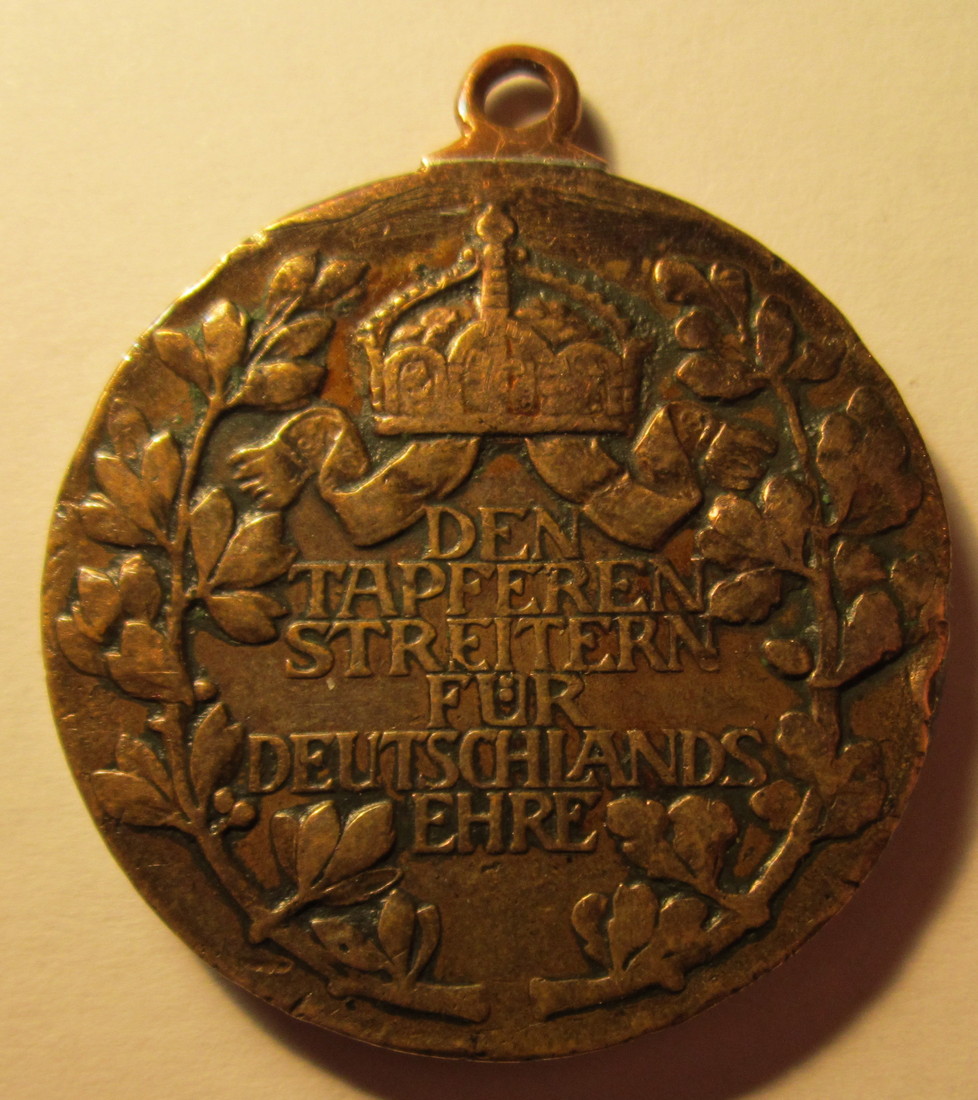 DEN
TAPFEREN
STREITERN
FÜR
DEUTSCHLANDS
EHRE